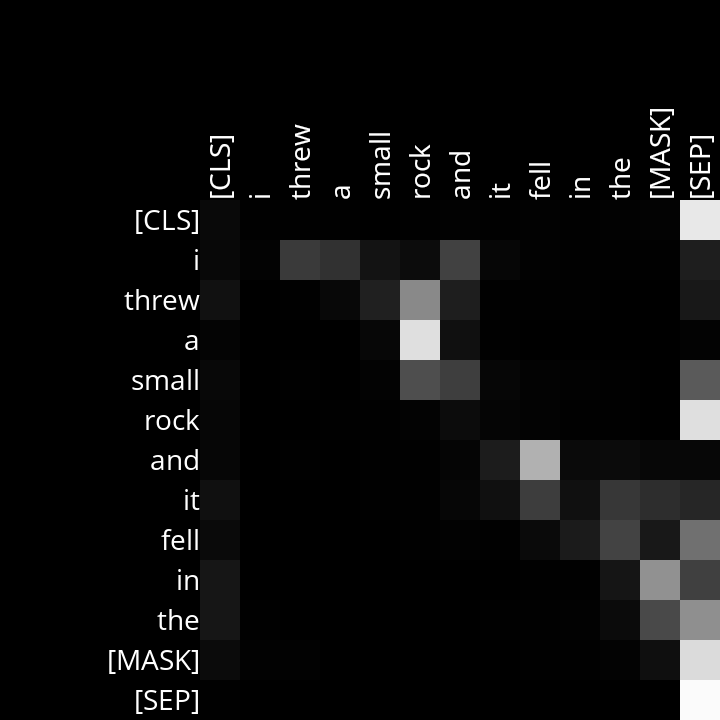 [CLS] i threw a small rock and it fell in the [MASK] [SEP]
[CLS]
i
threw
a
small
rock
and
it
fell
in
the
[MASK]
[SEP]